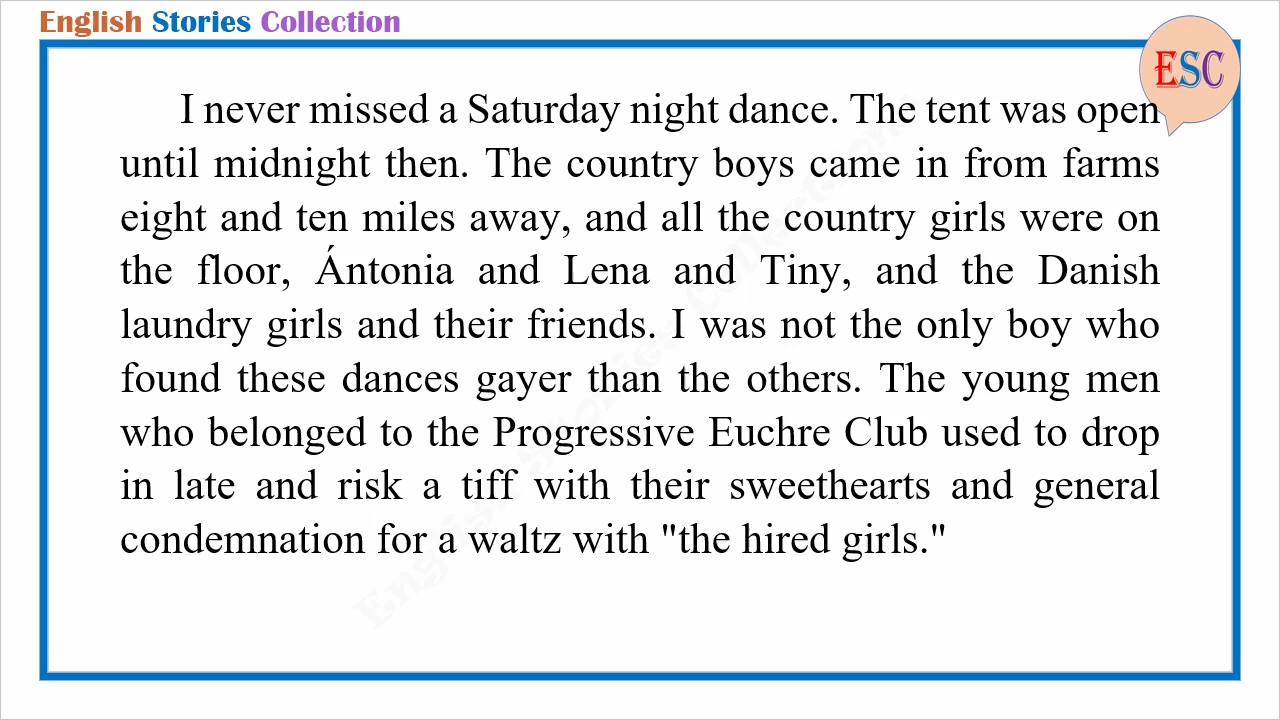 English Stories Collection
ESC
I never missed a Saturday night dance. The tent was open
until midnight then. The country boys came in from farms
eight and ten miles away, and all the country girls were on
the floor, Ántonia and Lena and Tiny, and the Danish
laundry girls and their friends. I was not the only boy who
found these dances gayer than the others. The young men
who belonged to the Progressive Euchre Club used to drop
in late and risk a tiff with their sweethearts and general
condemnation for a waltz with "the hired girls."
English Stories Collections